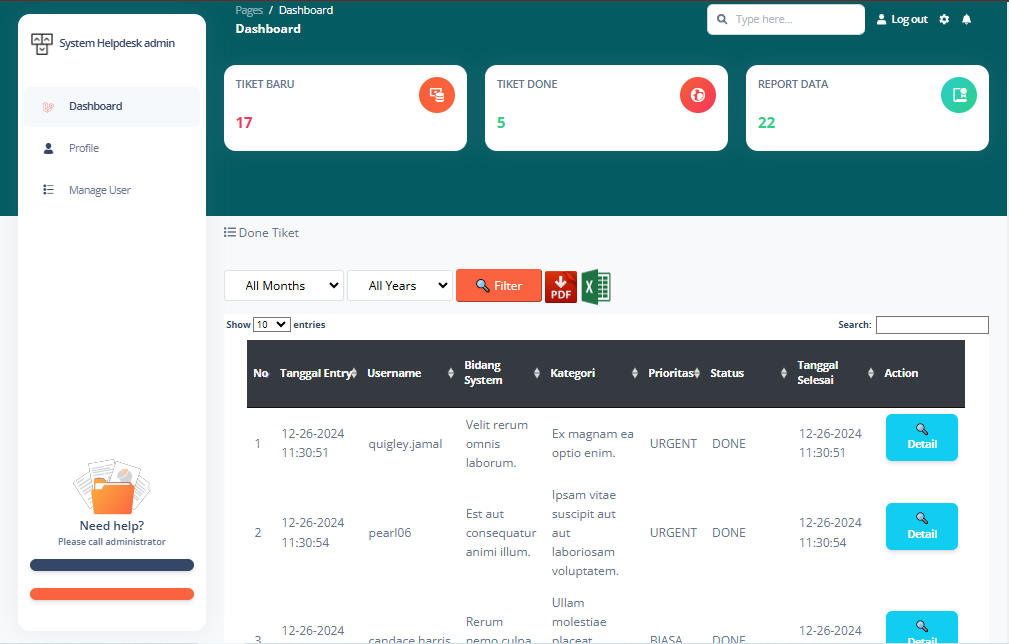 System Helpdesk admin
Dashboard
Profile
Manage User
Need help?
Please call administrator
Pages / Dashboard
Dashboard
Type here...
Log out
TIKET BARU
17
TIKET DONE
5
REPORT DATA
22
Done Tiket
All Months
All Years
Filter
PDF
X
Show 10 entries
Search:
No Tanggal Entry Username Bidang System Kategori Prioritas Status Tanggal Selesai Action
1 12-26-2024 11:30:51 quigley.jamal Velit rerum omnis laborum. Ex magnam ea optio enim. URGENT DONE 12-26-2024 11:30:51 Detail
2 12-26-2024 11:30:54 pearl06 Est aut consequatur animi illum. Ipsam vitae suscipit aut aut laboriosam voluptatem. URGENT DONE 12-26-2024 11:30:54 Detail
3 12-26-2024 candace.harris Rerum nemo culpa Ullam molestiae placeat BIASA DONE 12-26-2024 Detail